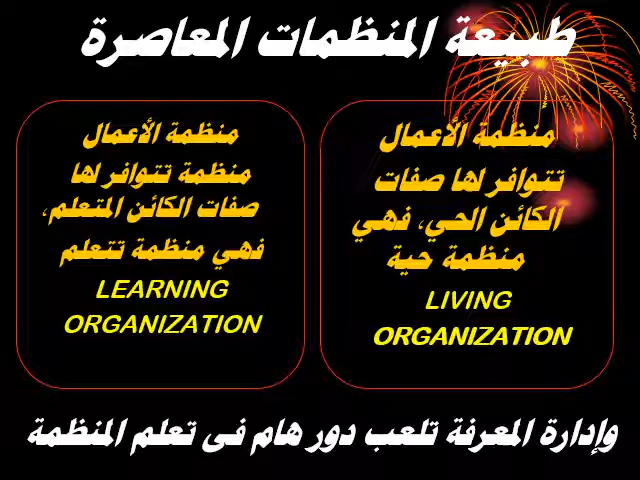 طبيعة المنظمات المعاصرة
منظمة الأعمال
تتوافر لها صفات
الكائن الحي، فهي
منظمة حية
LIVING
ORGANIZATION
منظمة الأعمال
منظمة تتوافر لها
صفات الكائن المتعلم،
فهي منظمة تتعلم
LEARNING
ORGANIZATION
وإدارة المعرفة تلعب دور هام فى تعلم المنظمة